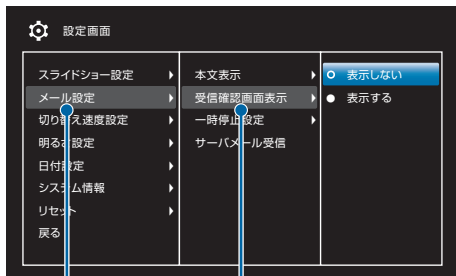 設定画面
スライドショー設定
メール設定
切り替え速度設定
明るさ設定
日付設定
システム情報
リセット
戻る
本文表示
受信確認画面表示
一時停止設定
サーバメール受信
表示しない
表示する